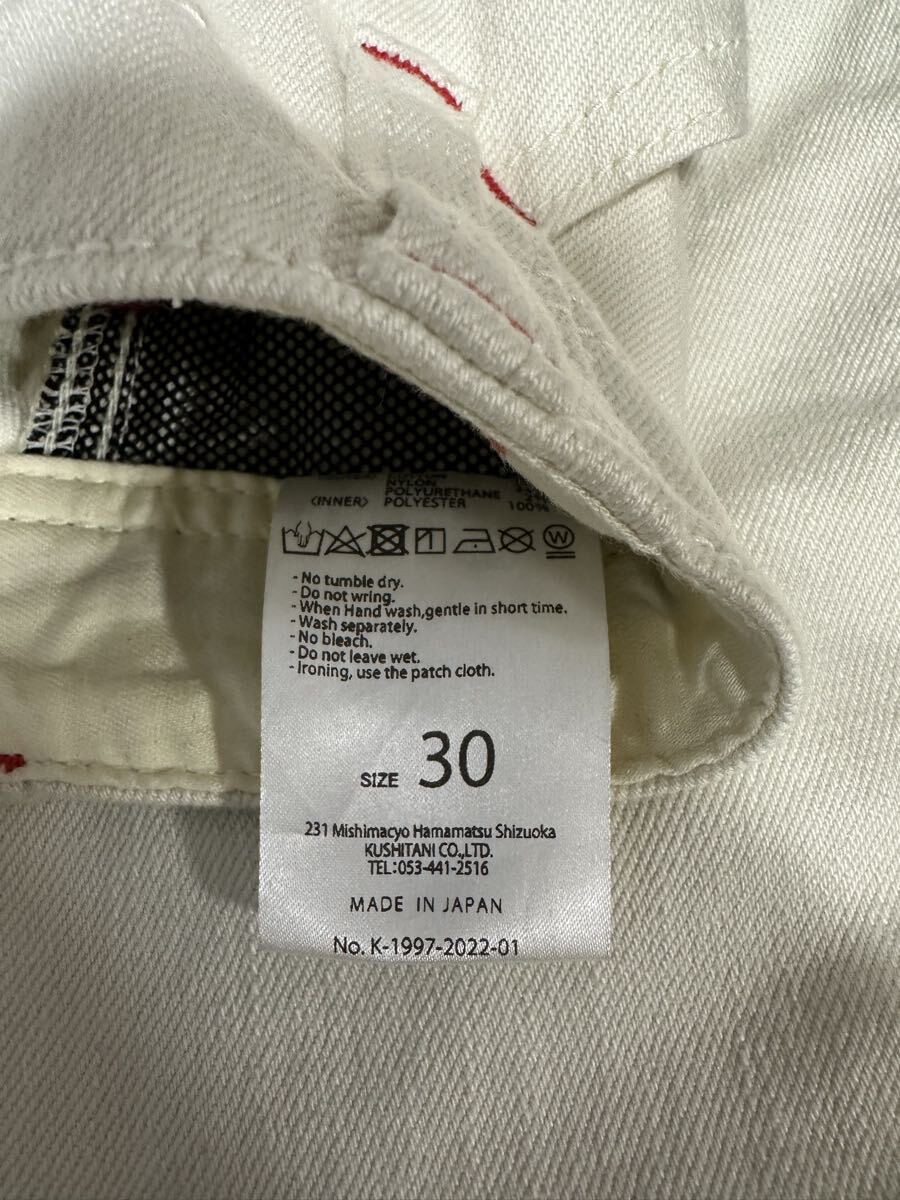 NYLON
POLYURETHANE
<INNER> POLYESTER 100%
W
- No tumble dry.
- Do not wring.
- When Hand wash,gentle in short time.
- Wash separately.
- No bleach.
- Do not leave wet.
- Ironing, use the patch cloth.
SIZE 30
231 Mishimacyo Hamamatsu Shizuoka
KUSHITANI CO.,LTD.
TEL:053-441-2516
MADE IN JAPAN
No. K-1997-2022-01